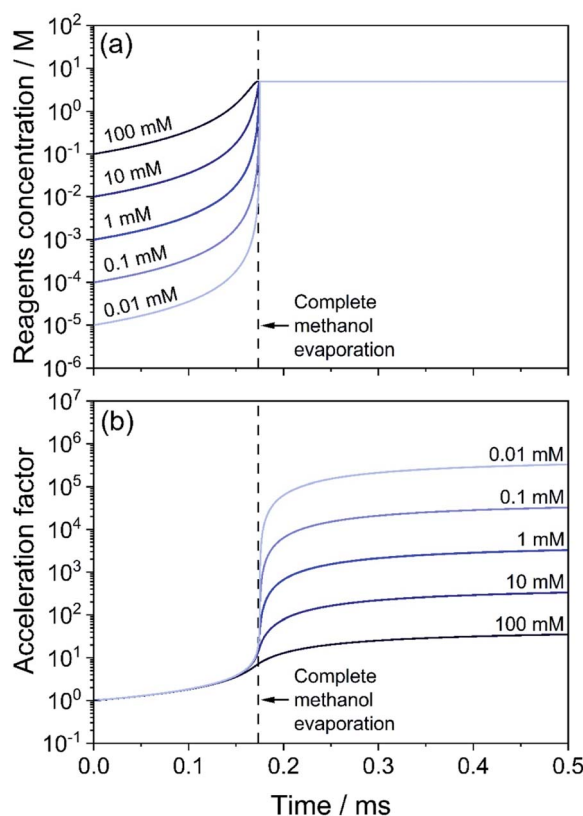 (a)
Reagents concentration / M
10⁵
10⁴
10³
10²
10¹
10⁰
10⁻¹
10⁻²
10⁻³
10⁻⁴
10⁻⁵
10⁻⁶
100 mM
10 mM
1 mM
0.1 mM
0.01 mM
Complete
methanol
evaporation
(b)
Acceleration factor
10⁷
10⁶
10⁵
10⁴
10³
10²
10¹
10⁰
10⁻¹
0.01 mM
0.1 mM
1 mM
10 mM
100 mM
Complete
methanol
evaporation
0.0 0.1 0.2 0.3 0.4 0.5
Time / ms